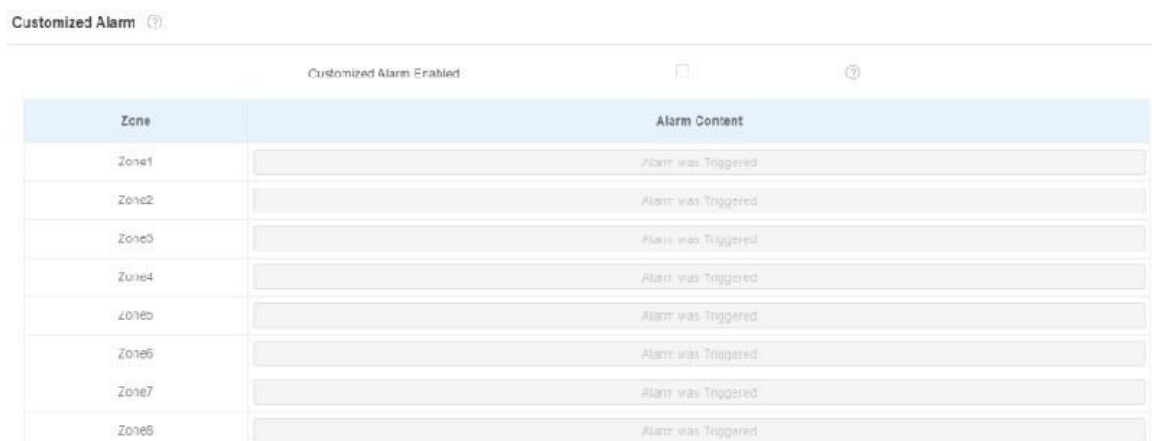 Customized Alarm ?
Customized Alarm Enabled ?
Zone Alarm Content
Zone1 Alarm was Triggered
Zone2 Alarm was Triggered
Zone3 Alarm was Triggered
Zone4 Alarm was Triggered
Zone5 Alarm was Triggered
Zone6 Alarm was Triggered
Zone7 Alarm was Triggered
Zone8 Alarm was Triggered